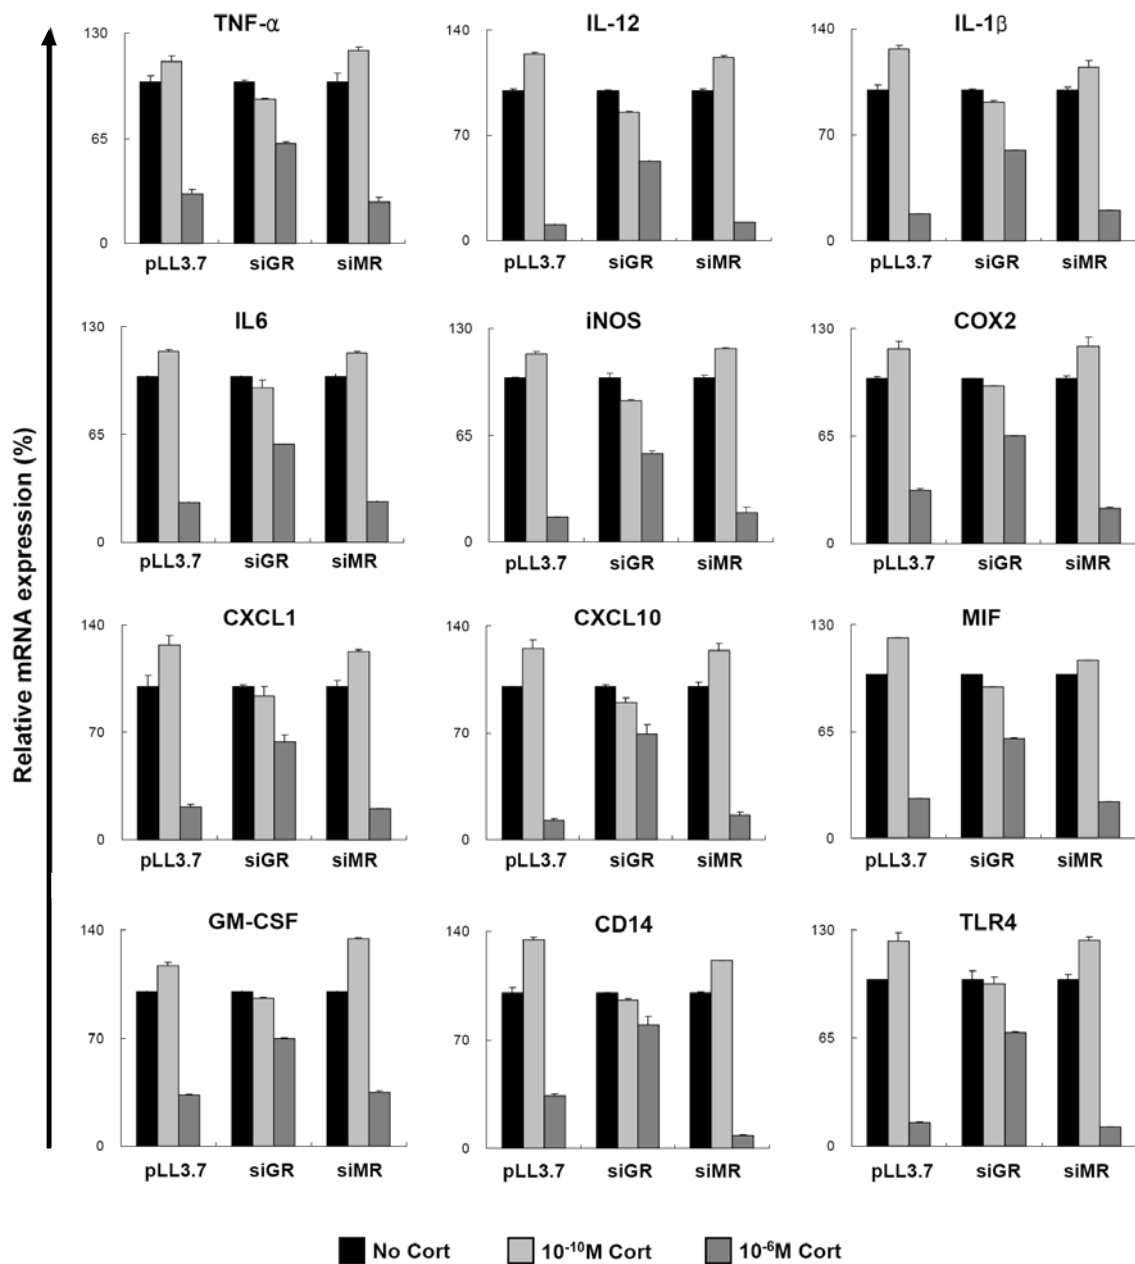 TNF-α IL-12 IL-1β
130 140 140
65 70 70
0 0 0
pLL3.7 siGR siMR pLL3.7 siGR siMR pLL3.7 siGR siMR
IL6 iNOS COX2
130 130 130
65 65 65
0 0 0
pLL3.7 siGR siMR pLL3.7 siGR siMR pLL3.7 siGR siMR
Relative mRNA expression (%)
CXCL1 CXCL10 MIF
140 140 130
70 70 65
0 0 0
pLL3.7 siGR siMR pLL3.7 siGR siMR pLL3.7 siGR siMR
GM-CSF CD14 TLR4
140 140 130
70 70 65
0 0 0
pLL3.7 siGR siMR pLL3.7 siGR siMR pLL3.7 siGR siMR
No Cort 10⁻¹⁰M Cort 10⁻⁶M Cort